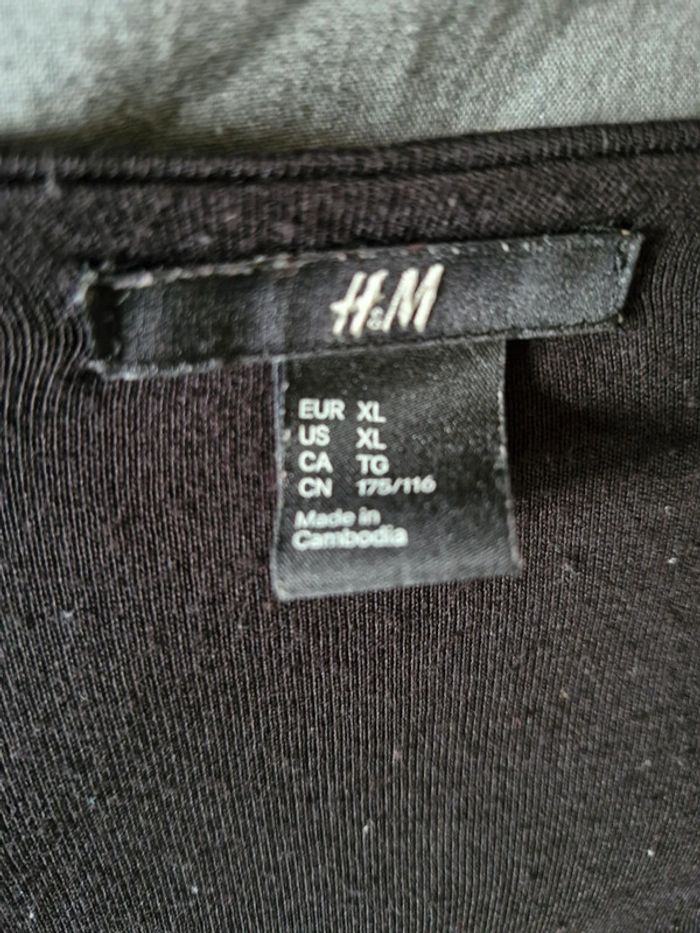 H&M
EUR XL
US XL
CA TG
CN 175/116
Made in
Cambodia